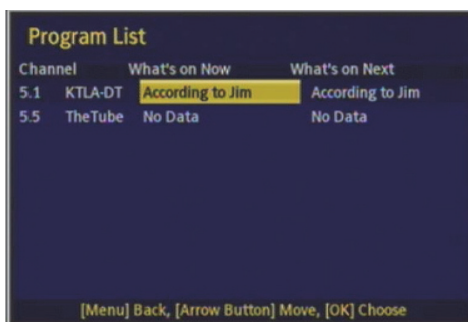 Program List
Channel What's on Now What's on Next
5.1 KTLA-DT According to Jim According to Jim
5.5 TheTube No Data No Data
[Menu] Back, [Arrow Button] Move, [OK] Choose